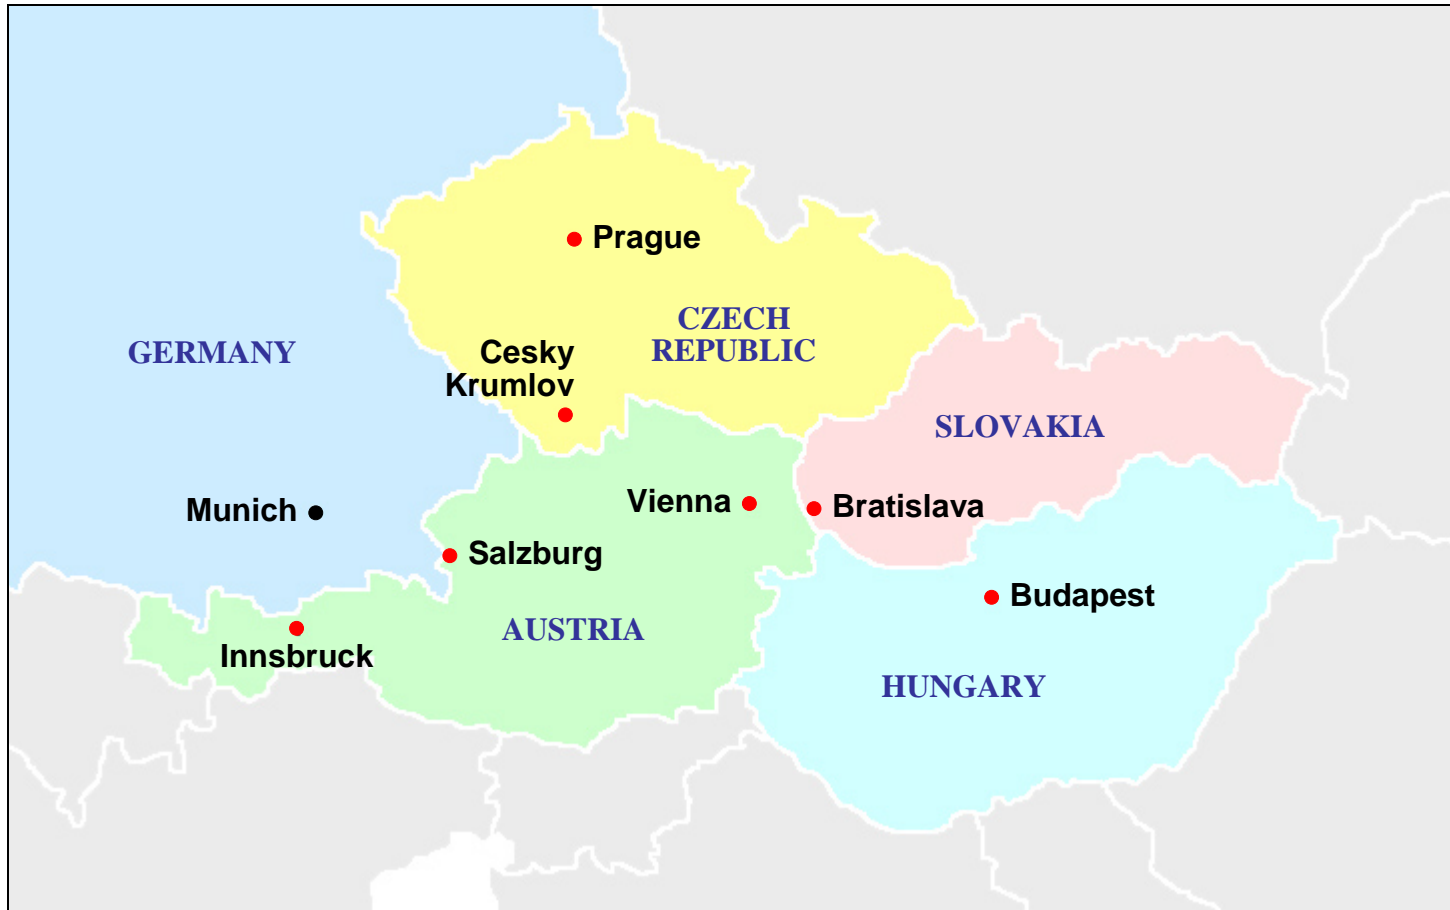 Prague
CZECH
REPUBLIC
GERMANY
Cesky
Krumlov
SLOVAKIA
Munich
Vienna
Bratislava
Salzburg
Budapest
AUSTRIA
Innsbruck
HUNGARY